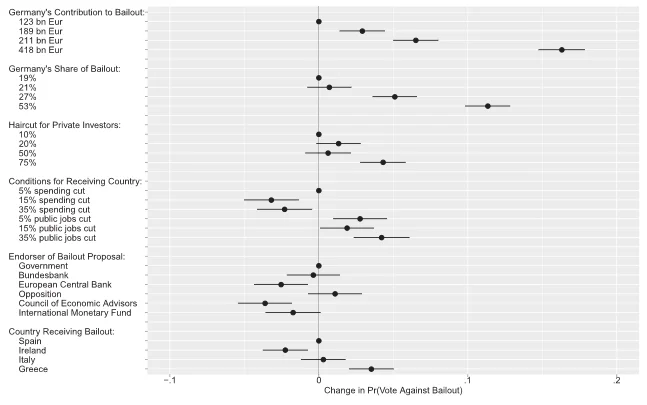 Germany's Contribution to Bailout:
123 bn Eur
189 bn Eur
211 bn Eur
418 bn Eur
Germany's Share of Bailout:
19%
21%
27%
53%
Haircut for Private Investors:
10%
20%
50%
75%
Conditions for Receiving Country:
5% spending cut
15% spending cut
35% spending cut
5% public jobs cut
15% public jobs cut
35% public jobs cut
Endorser of Bailout Proposal:
Government
Bundesbank
European Central Bank
Opposition
Council of Economic Advisors
International Monetary Fund
Country Receiving Bailout:
Spain
Ireland
Italy
Greece
−.1 0 .1 .2
Change in Pr(Vote Against Bailout)